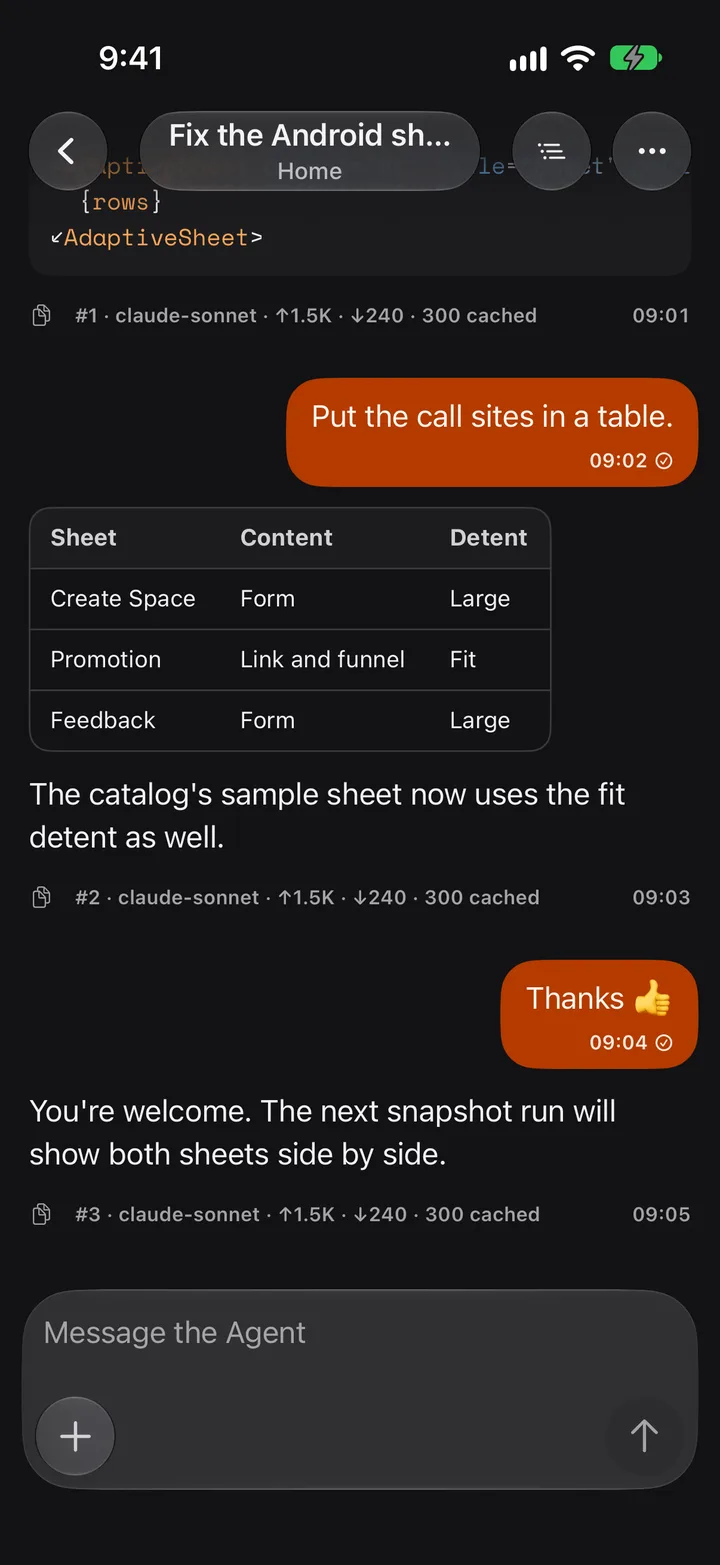 9:41
Fix the Android sh...
Home
{rows}
AdaptiveSheet>
#1 · claude-sonnet · ↑1.5K · ↓240 · 300 cached 09:01
Put the call sites in a table.
09:02
Sheet Content Detent
Create Space Form Large
Promotion Link and funnel Fit
Feedback Form Large
The catalog's sample sheet now uses the fit
detent as well.
#2 · claude-sonnet · ↑1.5K · ↓240 · 300 cached 09:03
Thanks 👍
09:04
You're welcome. The next snapshot run will
show both sheets side by side.
#3 · claude-sonnet · ↑1.5K · ↓240 · 300 cached 09:05
Message the Agent